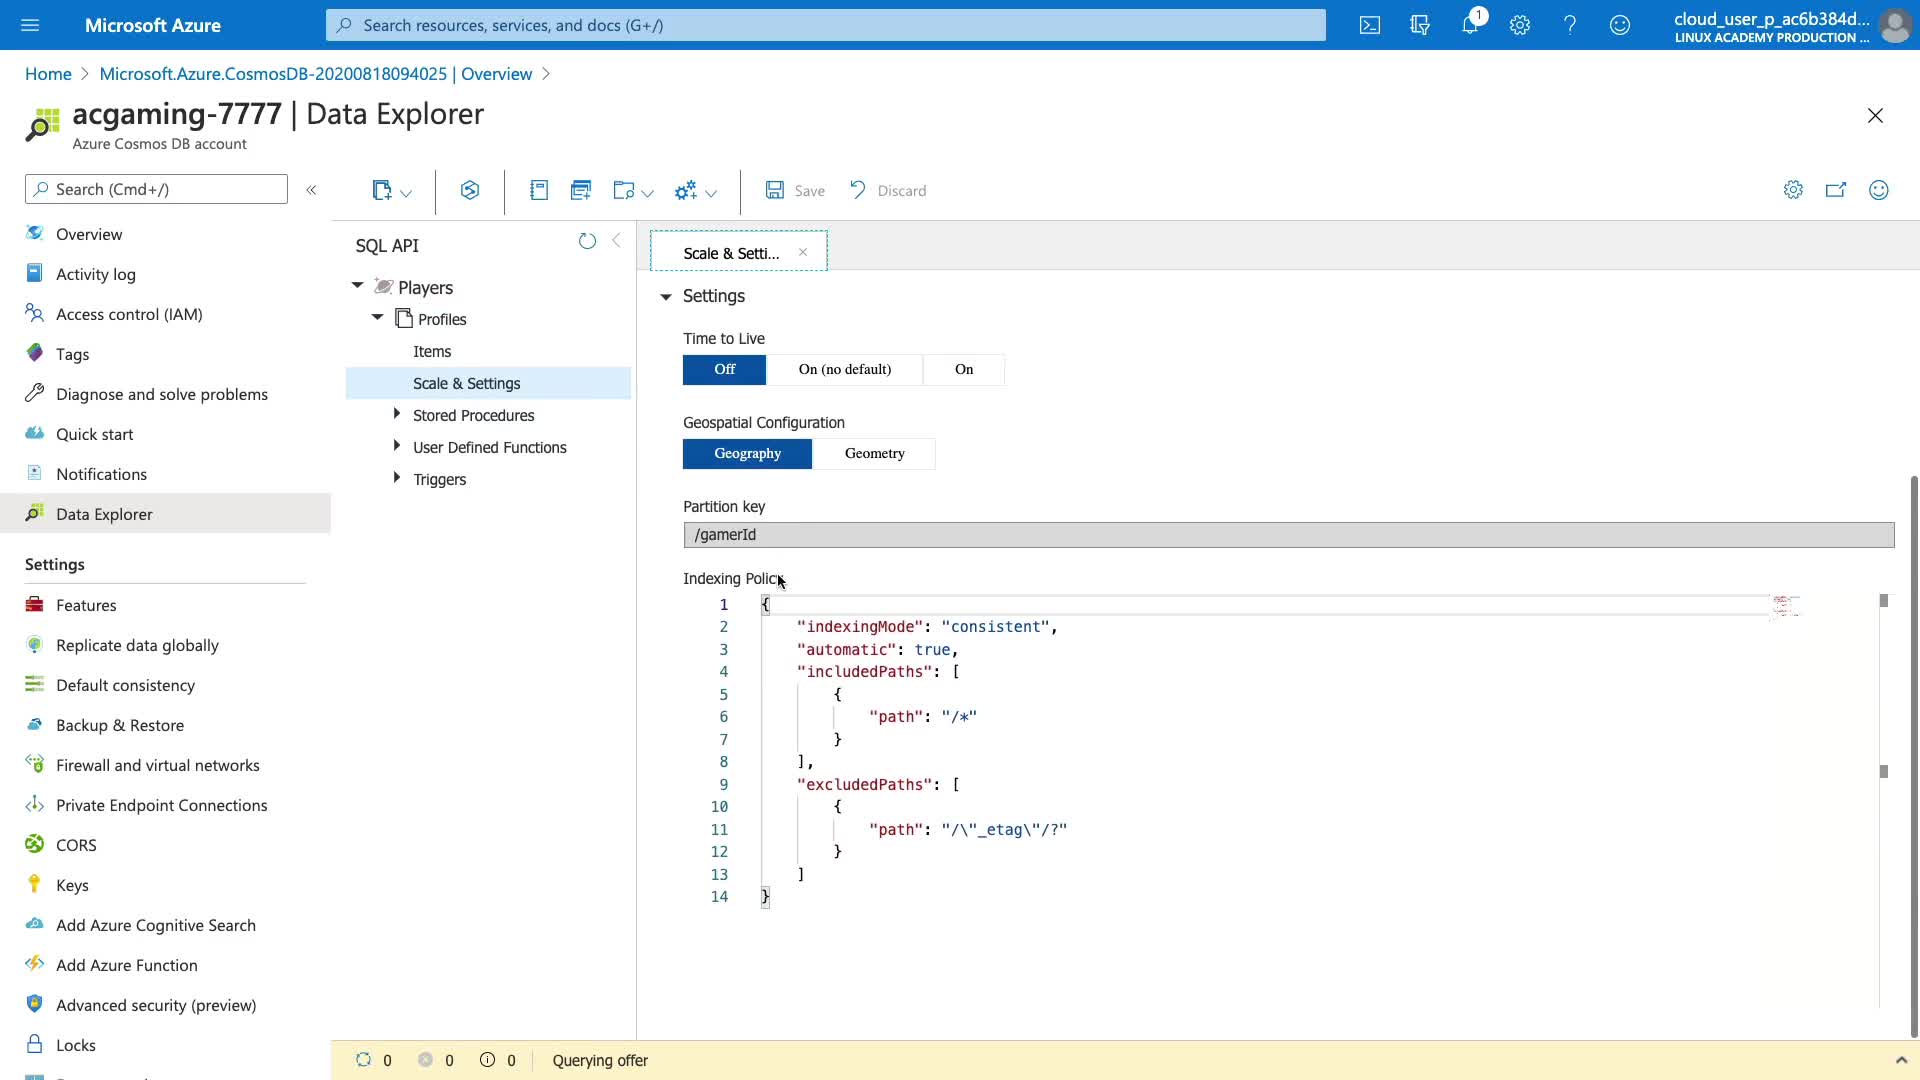 Microsoft Azure
Search resources, services, and docs (G+/)
1
cloud_user_p_ac6b384d...
LINUX ACADEMY PRODUCTION ...
Home > Microsoft.Azure.CosmosDB-20200818094025 | Overview >
acgaming-7777 | Data Explorer
Azure Cosmos DB account
Search (Cmd+/)
«
Save
Discard
Overview
Activity log
Access control (IAM)
Tags
Diagnose and solve problems
Quick start
Notifications
Data Explorer
Settings
Features
Replicate data globally
Default consistency
Backup & Restore
Firewall and virtual networks
Private Endpoint Connections
CORS
Keys
Add Azure Cognitive Search
Add Azure Function
Advanced security (preview)
Locks
SQL API
Players
Profiles
Items
Scale & Settings
Stored Procedures
User Defined Functions
Triggers
Scale & Setti...
Settings
Time to Live
Off
On (no default)
On
Geospatial Configuration
Geography
Geometry
Partition key
/gamerId
Indexing Policy
1 {
2 "indexingMode": "consistent",
3 "automatic": true,
4 "includedPaths": [
5 {
6 "path": "/*"
7 }
8 ],
9 "excludedPaths": [
10 {
11 "path": "/\"_etag\"/?"
12 }
13 ]
14 }
0 0 0 Querying offer